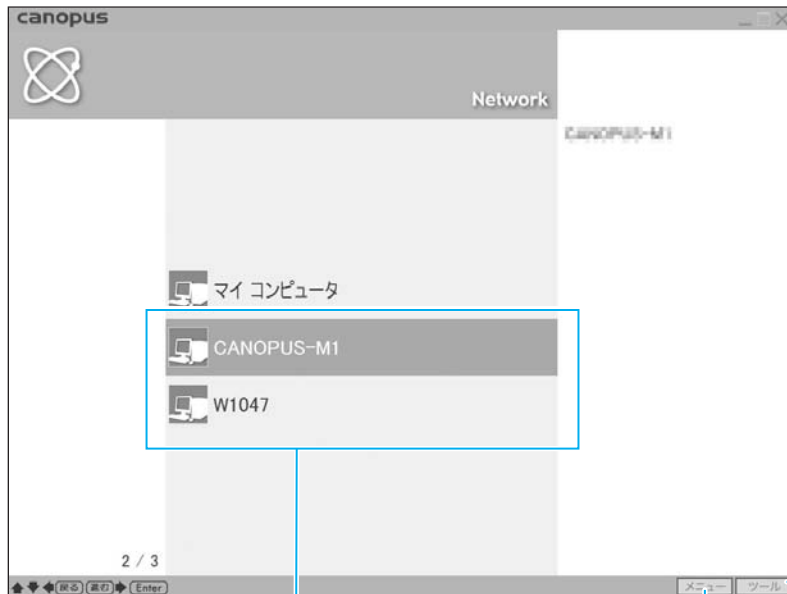 canopus
Network
CANOPUS-M1
マイ コンピュータ
CANOPUS-M1
W1047
2 / 3
戻る 進む Enter
メニュー ツール